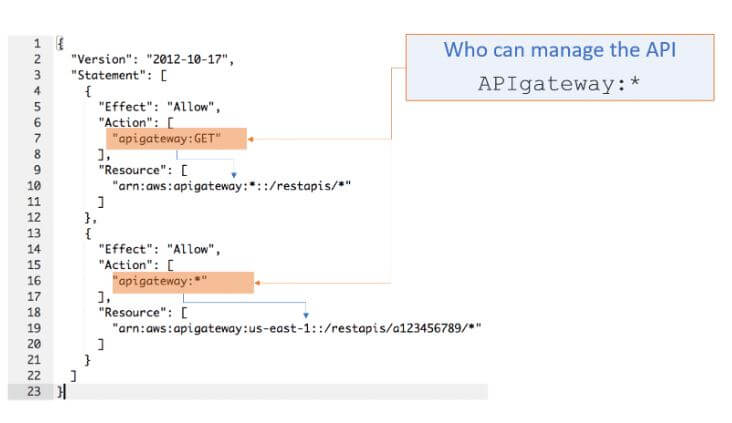 1 {
2 "Version": "2012-10-17",
3 "Statement": [
4 {
5 "Effect": "Allow",
6 "Action": [
7 "apigateway:GET"
8 ],
9 "Resource": [
10 "arn:aws:apigateway:*::/restapis/*"
11 ]
12 },
13 {
14 "Effect": "Allow",
15 "Action": [
16 "apigateway:*"
17 ],
18 "Resource": [
19 "arn:aws:apigateway:us-east-1::/restapis/a123456789/*"
20 ]
21 }
22 ]
23 }
Who can manage the API
APIgateway:*